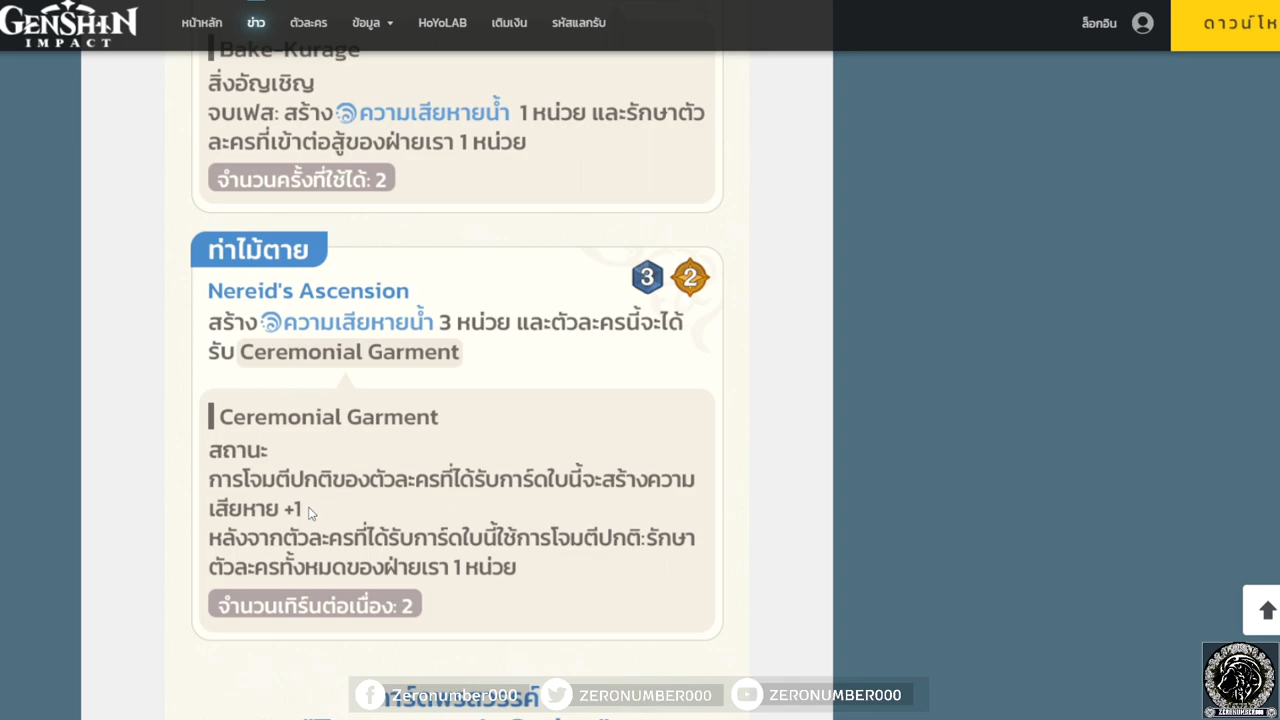 GENSHIN
IMPACT
หน้าหลัก
ข่าว
ตัวละคร
ข้อมูล
HoYoLAB
เติมเงิน
รหัสแลกรับ
ล็อกอิน
ดาวน์โห
Bake-Kurage
สิ่งอัญเชิญ
จบเฟส: สร้างความเสียหายน้ำ 1 หน่วย และรักษาตัว
ละครที่เข้าต่อสู้ของฝ่ายเรา 1 หน่วย
จำนวนครั้งที่ใช้ได้: 2
ท่าไม้ตาย
3 2
Nereid's Ascension
สร้างความเสียหายน้ำ 3 หน่วย และตัวละครนี้จะได้
รับ Ceremonial Garment
Ceremonial Garment
สถานะ
การโจมตีปกติของตัวละครที่ได้รับการ์ดใบนี้จะสร้างความ
เสียหาย +1
หลังจากตัวละครที่ได้รับการ์ดใบนี้ใช้การโจมตีปกติ:รักษา
ตัวละครทั้งหมดของฝ่ายเรา 1 หน่วย
จำนวนเทิร์นต่อเนื่อง: 2
Zeronumber000
ZERONUMBER000
ZERONUMBER000
ZERONUMBER000